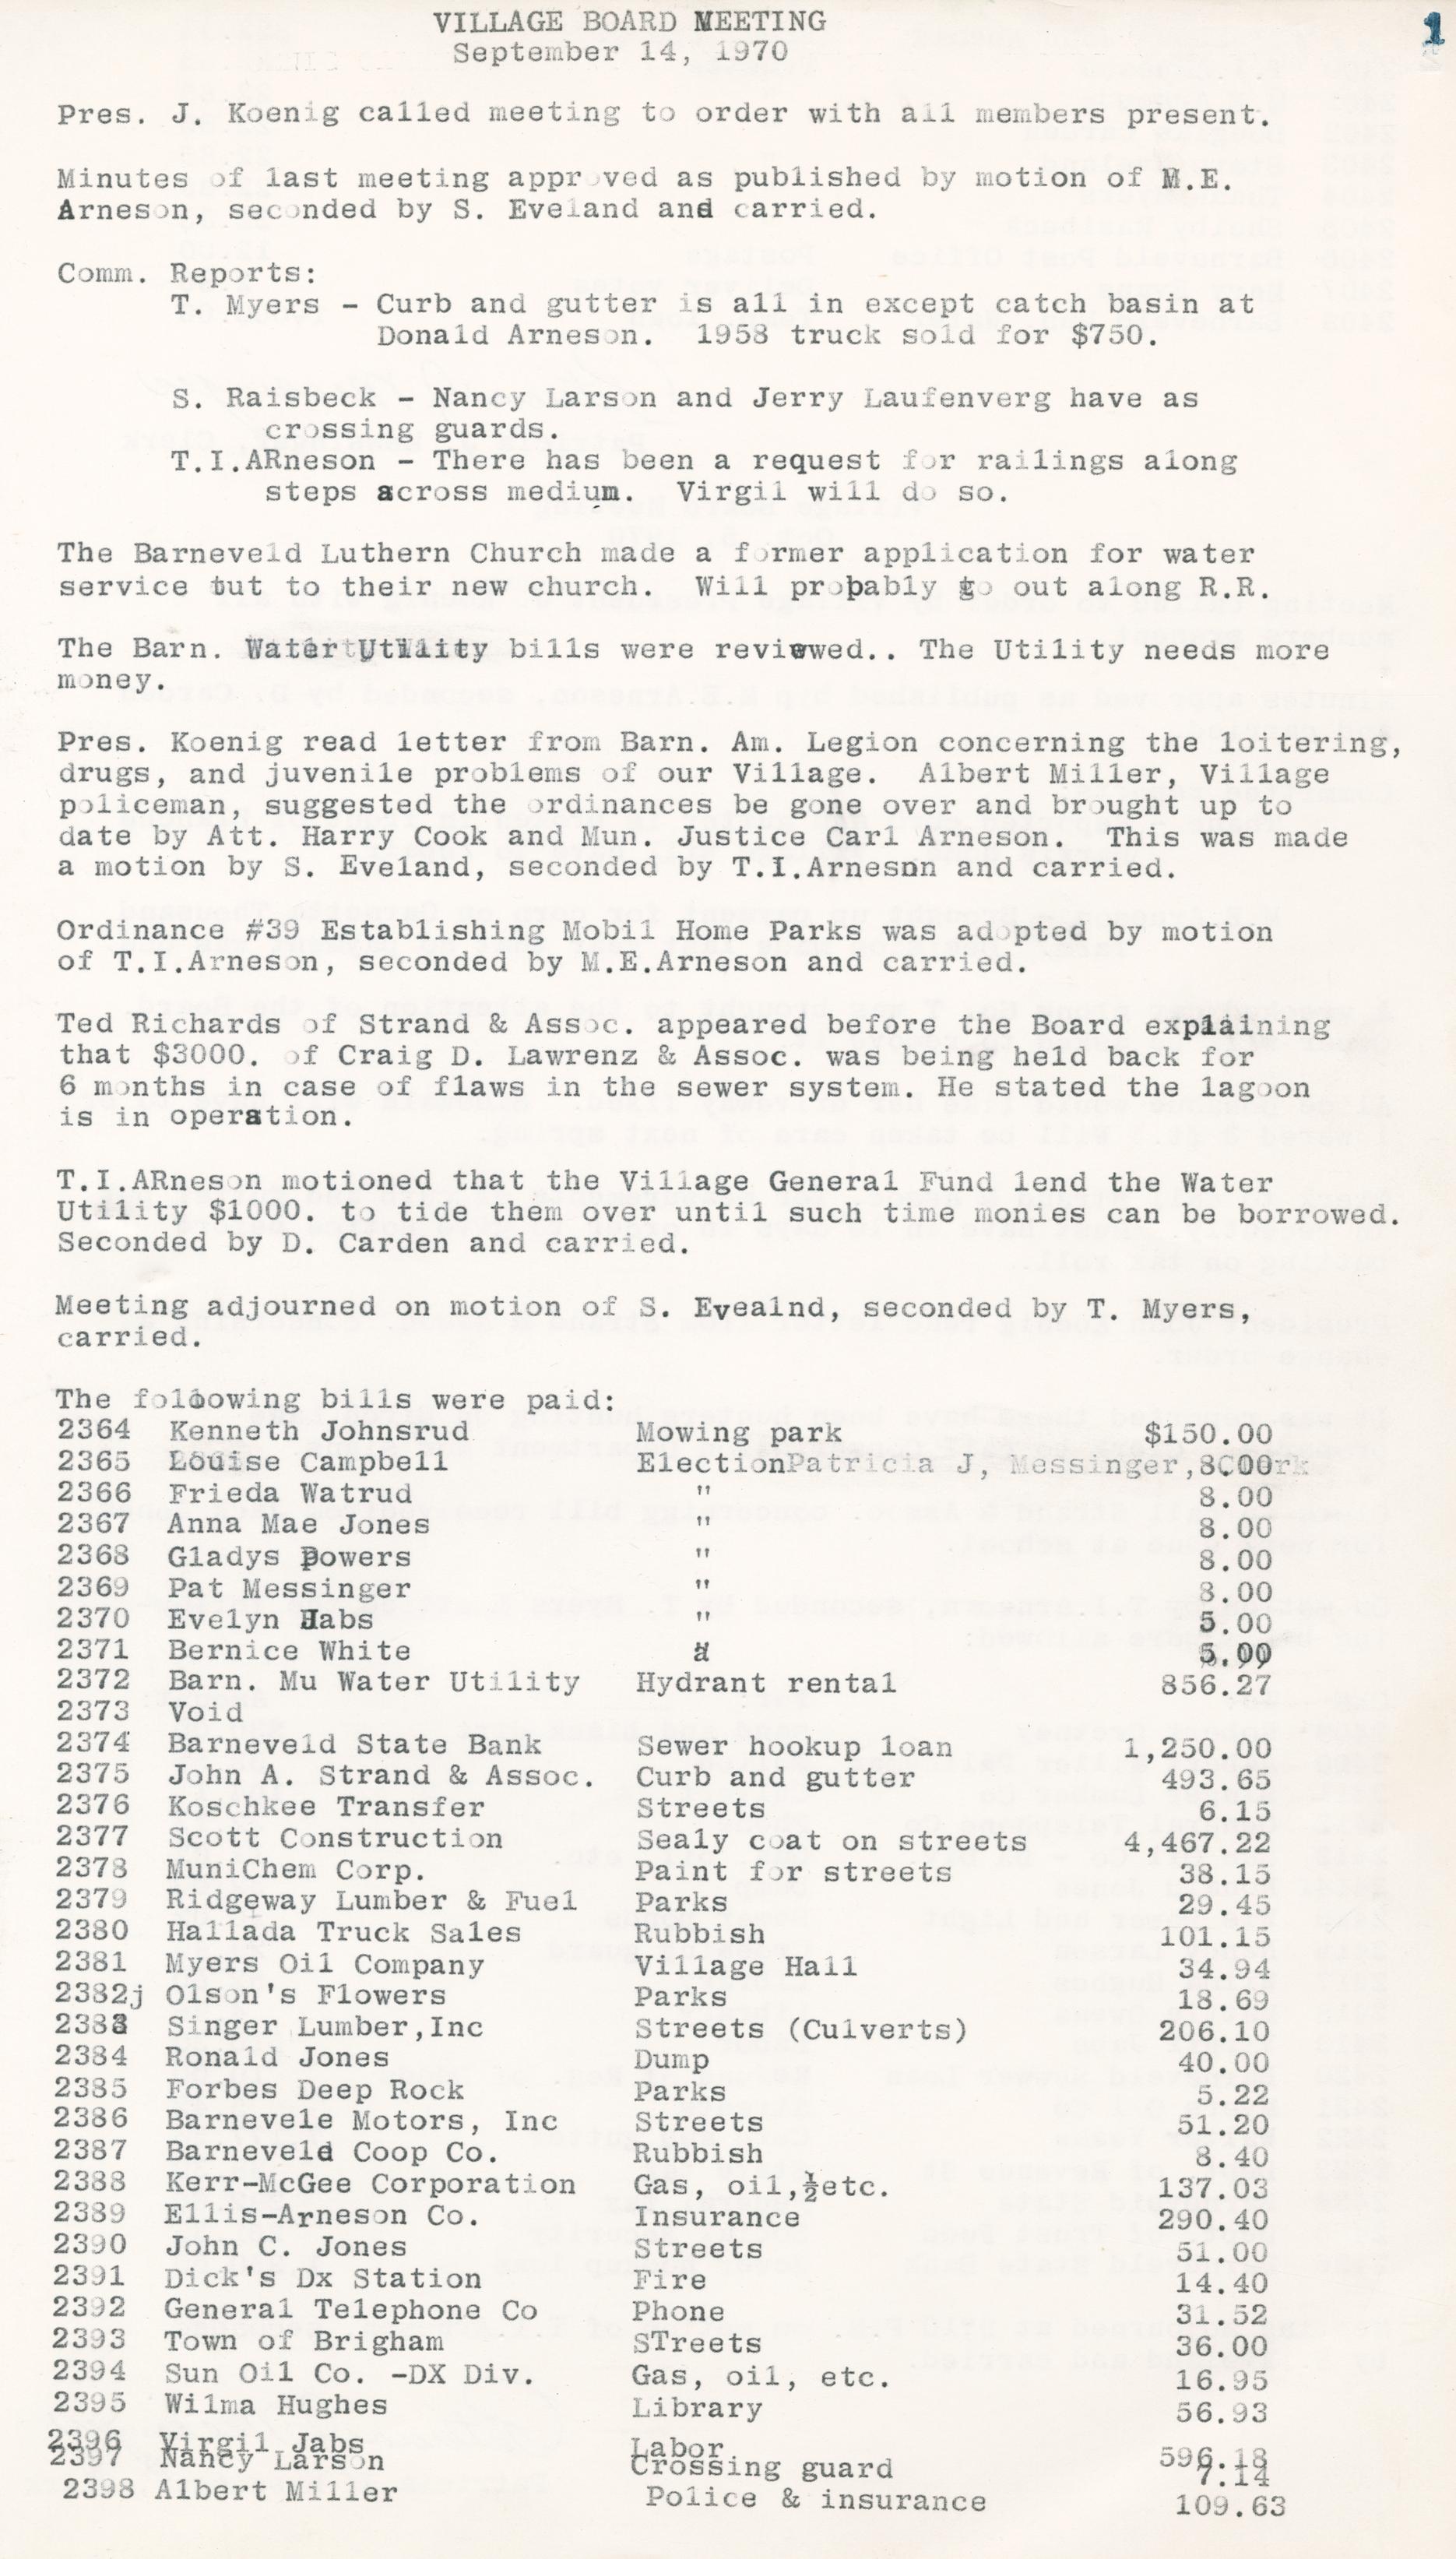 1
VILLAGE BOARD MEETING
September 14, 1970
Pres. J. Koenig called meeting to order with all members present.
Minutes of last meeting approved as published by motion of M.E.
Arneson, seconded by S. Eveland and carried.
Comm. Reports:
T. Myers - Curb and gutter is all in except catch basin at
Donald Arneson. 1958 truck sold for $750.
S. Raisbeck - Nancy Larson and Jerry Laufenverg have as
crossing guards.
T.I.ARneson - There has been a request for railings along
steps across medium. Virgil will do so.
The Barneveld Luthern Church made a former application for water
service out to their new church. Will probably go out along R.R.
The Barn. Water Utility bills were reviewed.. The Utility needs more
money.
Pres. Koenig read letter from Barn. Am. Legion concerning the loitering,
drugs, and juvenile problems of our Village. Albert Miller, Village
policeman, suggested the ordinances be gone over and brought up to
date by Att. Harry Cook and Mun. Justice Carl Arneson. This was made
a motion by S. Eveland, seconded by T.I.Arnesnn and carried.
Ordinance #39 Establishing Mobil Home Parks was adopted by motion
of T.I.Arneson, seconded by M.E.Arneson and carried.
Ted Richards of Strand & Assoc. appeared before the Board explaining
that $3000. of Craig D. Lawrenz & Assoc. was being held back for
6 months in case of flaws in the sewer system. He stated the lagoon
is in operation.
T.I.ARneson motioned that the Village General Fund lend the Water
Utility $1000. to tide them over until such time monies can be borrowed.
Seconded by D. Carden and carried.
Meeting adjourned on motion of S. Evealnd, seconded by T. Myers,
carried.
The following bills were paid:
2364 Kenneth Johnsrud Mowing park $150.00
2365 Louise Campbell Election Patricia J, Messinger, Clerk 8.00
2366 Frieda Watrud " 8.00
2367 Anna Mae Jones " 8.00
2368 Gladys Powers " 8.00
2369 Pat Messinger " 8.00
2370 Evelyn Jabs " 5.00
2371 Bernice White " 5.00
2372 Barn. Mu Water Utility Hydrant rental 856.27
2373 Void
2374 Barneveld State Bank Sewer hookup loan 1,250.00
2375 John A. Strand & Assoc. Curb and gutter 493.65
2376 Koschkee Transfer Streets 6.15
2377 Scott Construction Sealy coat on streets 4,467.22
2378 MuniChem Corp. Paint for streets 38.15
2379 Ridgeway Lumber & Fuel Parks 29.45
2380 Hallada Truck Sales Rubbish 101.15
2381 Myers Oil Company Village Hall 34.94
2382j Olson's Flowers Parks 18.69
2383 Singer Lumber,Inc Streets (Culverts) 206.10
2384 Ronald Jones Dump 40.00
2385 Forbes Deep Rock Parks 5.22
2386 Barnevele Motors, Inc Streets 51.20
2387 Barneveld Coop Co. Rubbish 8.40
2388 Kerr-McGee Corporation Gas, oil,½etc. 137.03
2389 Ellis-Arneson Co. Insurance 290.40
2390 John C. Jones Streets 51.00
2391 Dick's Dx Station Fire 14.40
2392 General Telephone Co Phone 31.52
2393 Town of Brigham STreets 36.00
2394 Sun Oil Co. -DX Div. Gas, oil, etc. 16.95
2395 Wilma Hughes Library 56.93
2396 Virgil Jabs Labor 596.18
2397 Nancy Larson Crossing guard 7.14
2398 Albert Miller Police & insurance 109.63